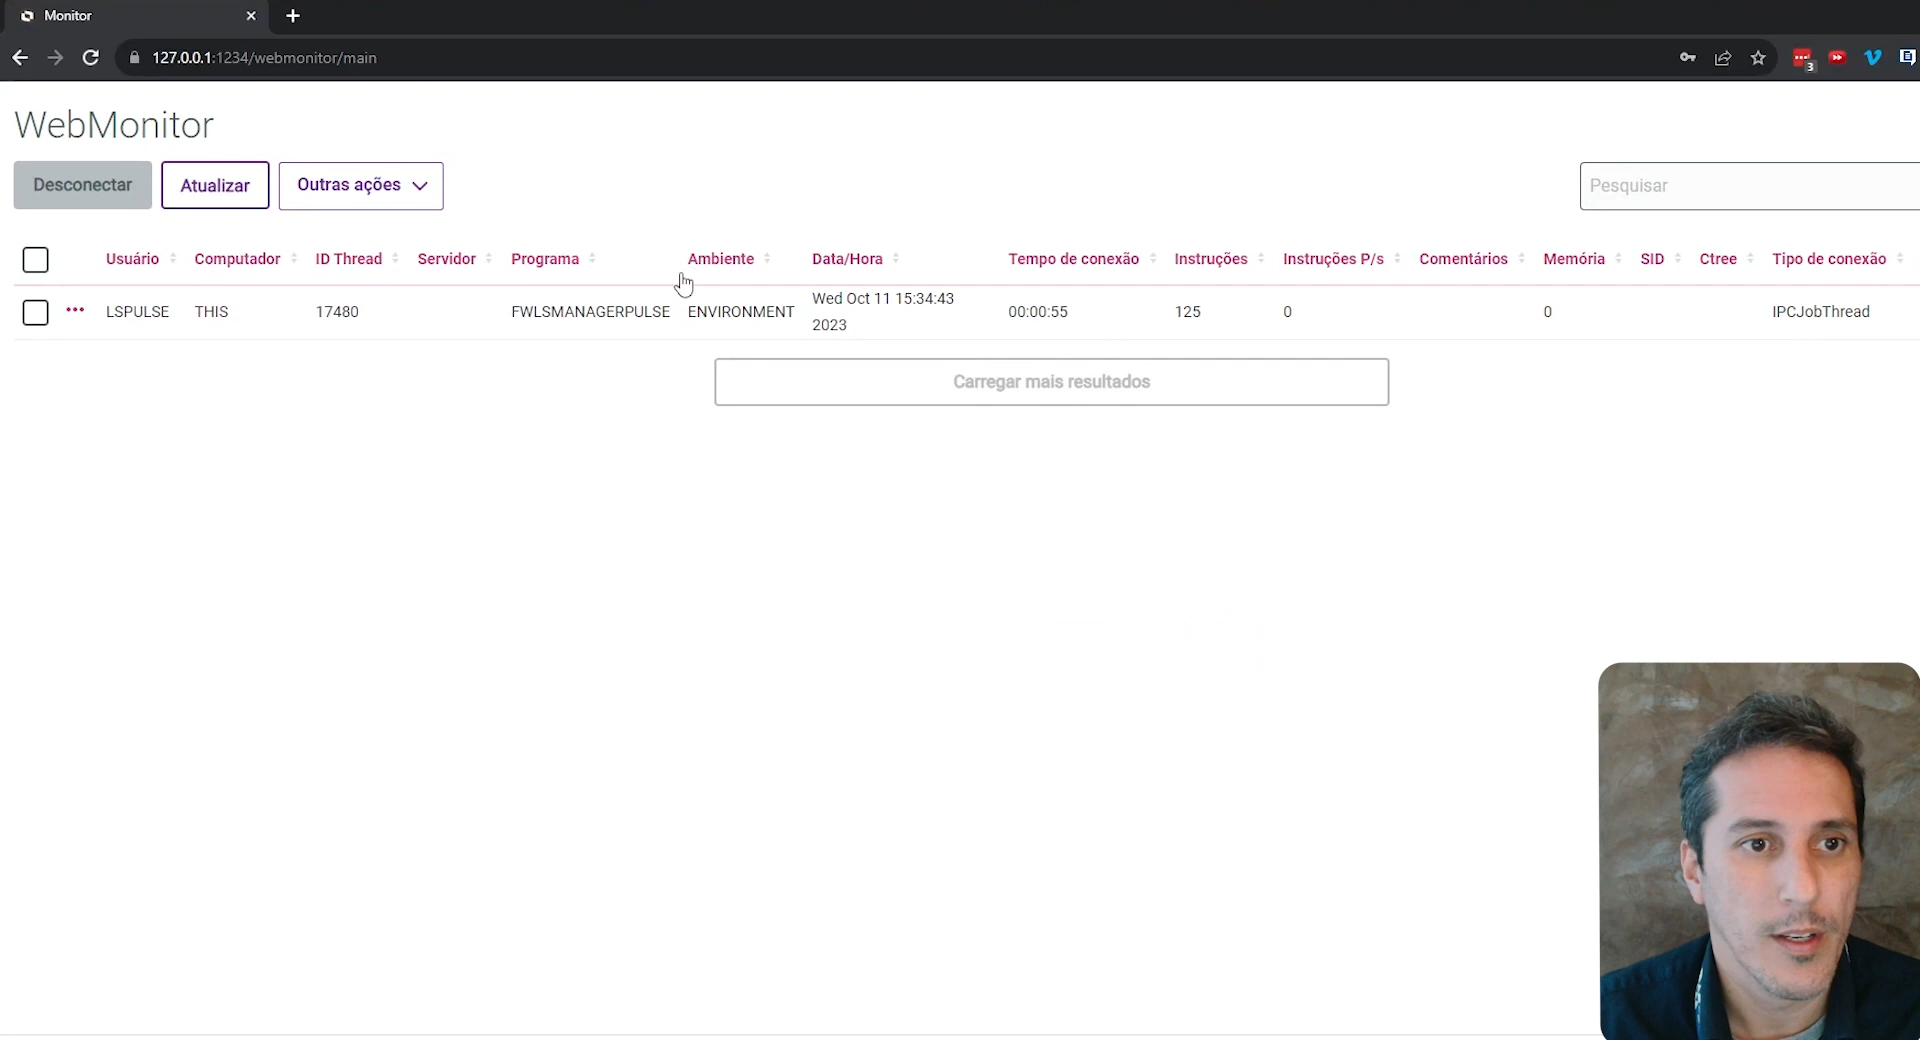 Monitor
127.0.0.1:1234/webmonitor/main
3
WebMonitor
Desconectar Atualizar Outras ações Pesquisar
Usuário Computador ID Thread Servidor Programa Ambiente Data/Hora Tempo de conexão Instruções Instruções P/s Comentários Memória SID Ctree Tipo de conexão
LSPULSE THIS 17480 FWLSMANAGERPULSE ENVIRONMENT Wed Oct 11 15:34:43 00:00:55 125 0 0 IPCJobThread
2023
Carregar mais resultados